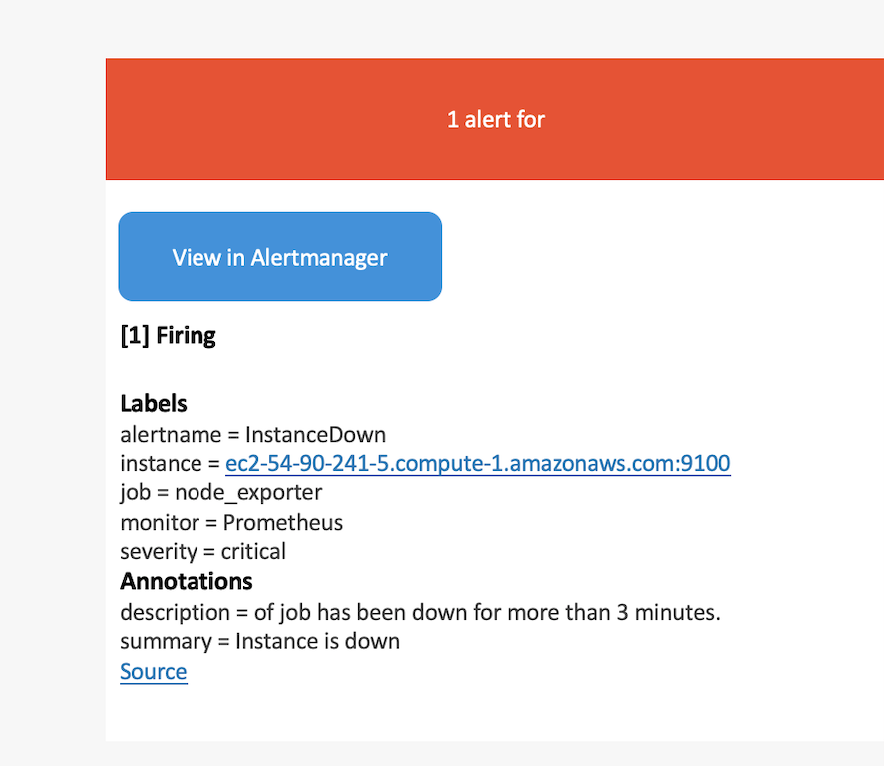 1 alert for
View in Alertmanager
[1] Firing
Labels
alertname = InstanceDown
instance = ec2-54-90-241-5.compute-1.amazonaws.com:9100
job = node_exporter
monitor = Prometheus
severity = critical
Annotations
description = of job has been down for more than 3 minutes.
summary = Instance is down
Source